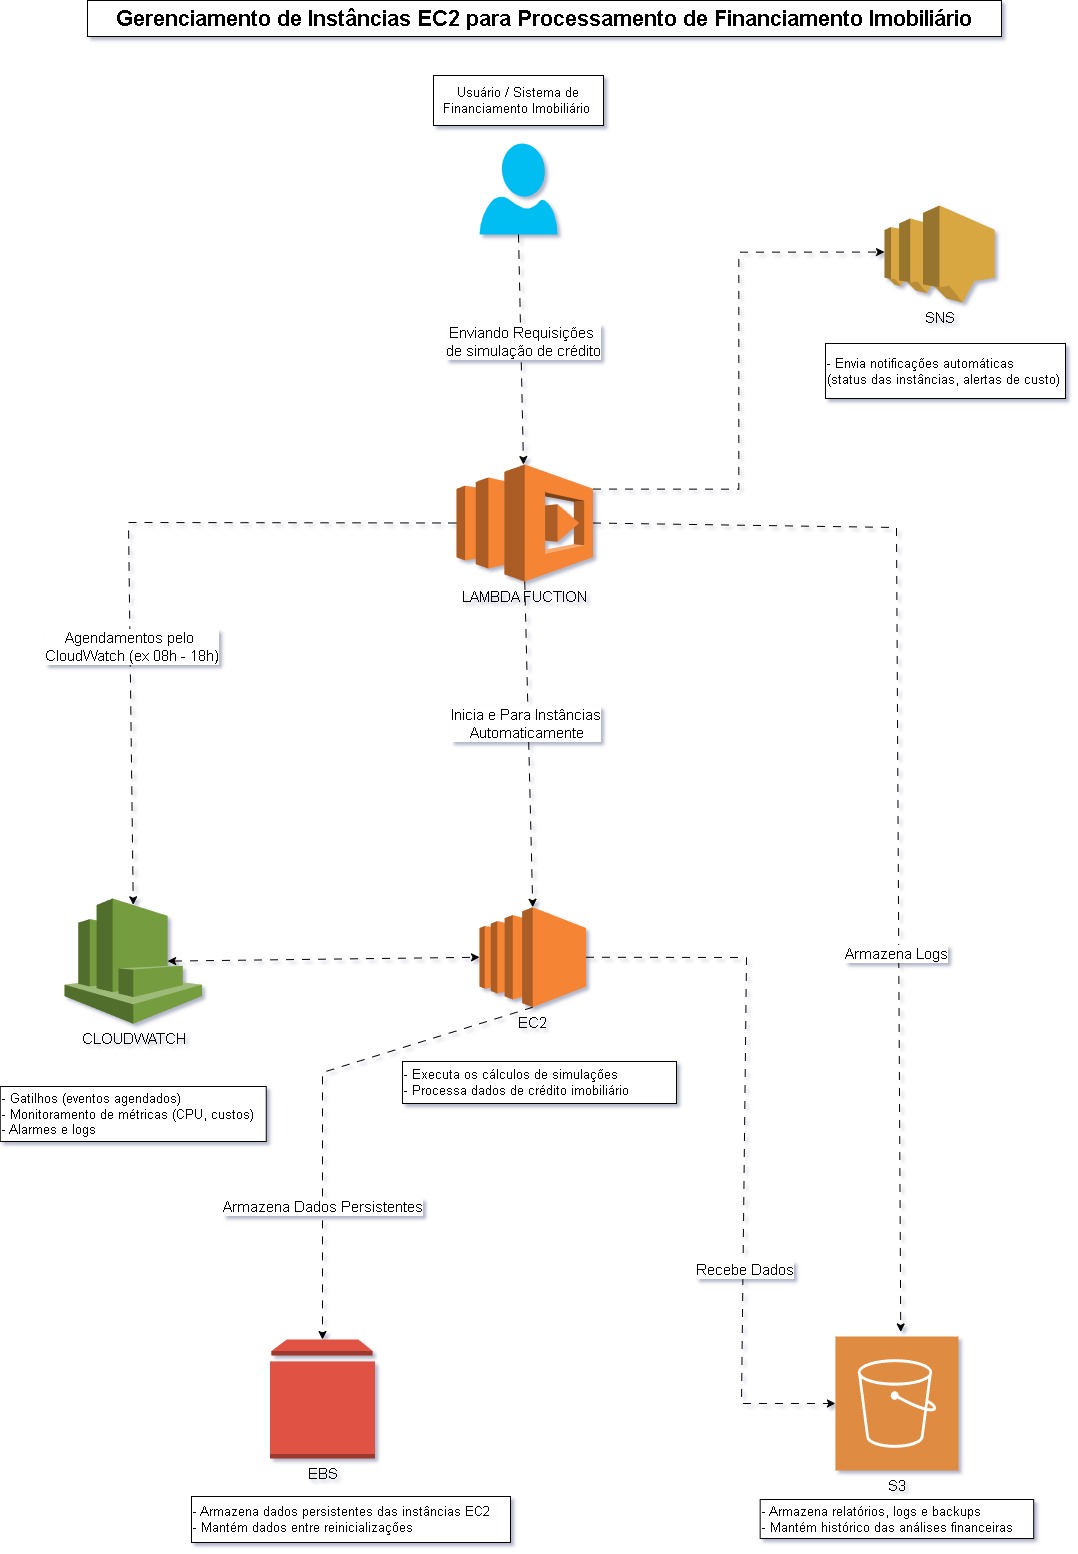 Gerenciamento de Instâncias EC2 para Processamento de Financiamento Imobiliário
Usuário / Sistema de
Financiamento Imobiliário
SNS
- Envia notificações automáticas
(status das instâncias, alertas de custo)
Enviando Requisições
de simulação de crédito
LAMBDA FUCTION
Agendamentos pelo
CloudWatch (ex 08h - 18h)
Inicia e Para Instâncias
Automaticamente
Armazena Logs
CLOUDWATCH
- Gatilhos (eventos agendados)
- Monitoramento de métricas (CPU, custos)
- Alarmes e logs
EC2
- Executa os cálculos de simulações
- Processa dados de crédito imobiliário
Armazena Dados Persistentes
Recebe Dados
EBS
- Armazena dados persistentes das instâncias EC2
- Mantém dados entre reinicializações
S3
- Armazena relatórios, logs e backups
- Mantém histórico das análises financeiras